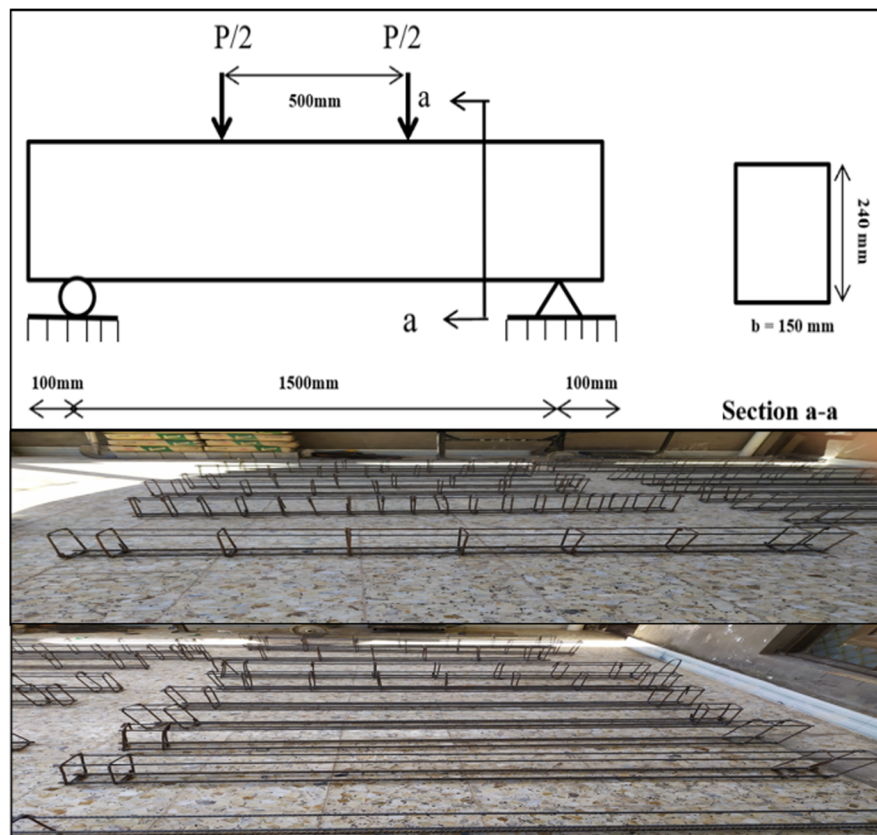 P/2
P/2
500mm
a
240 mm
a
b = 150 mm
100mm
1500mm
100mm
Section a-a